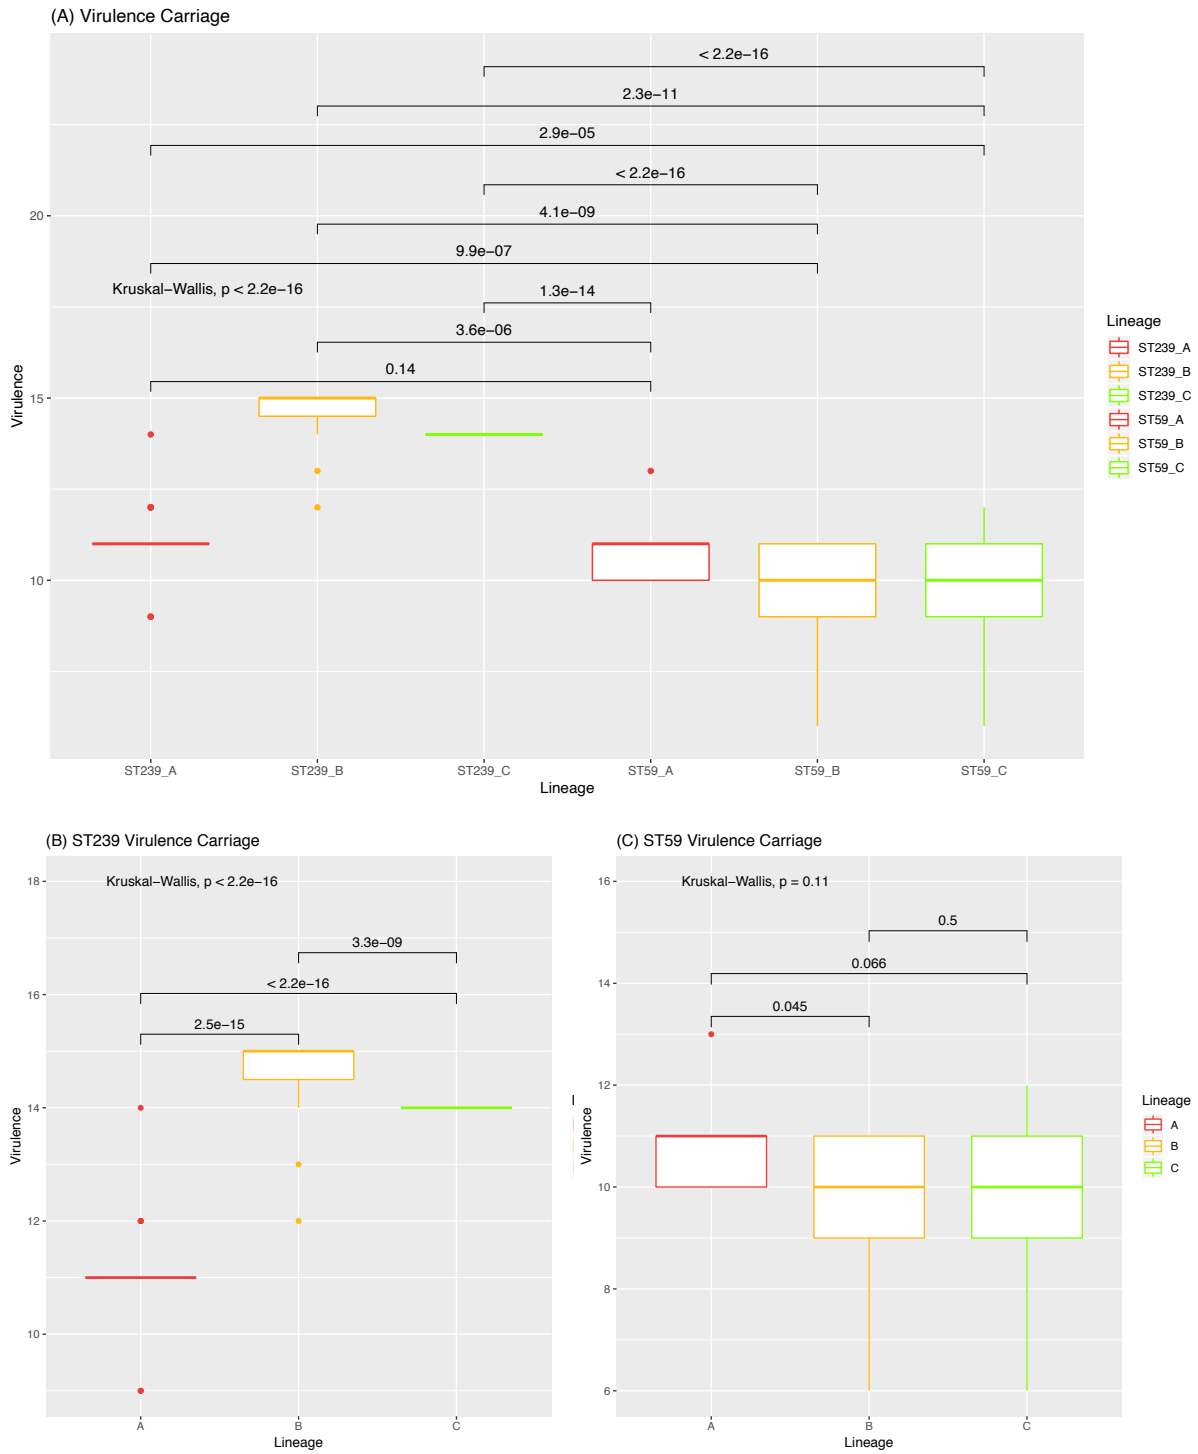 (A) Virulence Carriage
< 2.2e−16
2.3e−11
2.9e−05
< 2.2e−16
4.1e−09
9.9e−07
Kruskal−Wallis, p < 2.2e−16
1.3e−14
3.6e−06
0.14
20
15
10
Virulence
ST239_A
ST239_B
ST239_C
ST59_A
ST59_B
ST59_C
Lineage
Lineage
ST239_A
ST239_B
ST239_C
ST59_A
ST59_B
ST59_C
(B) ST239 Virulence Carriage
Kruskal−Wallis, p < 2.2e−16
3.3e−09
< 2.2e−16
2.5e−15
18
16
14
12
10
Virulence
A
B
C
Lineage
(C) ST59 Virulence Carriage
Kruskal−Wallis, p = 0.11
0.5
0.066
0.045
16
14
12
10
8
6
Virulence
A
B
C
Lineage
Lineage
A
B
C